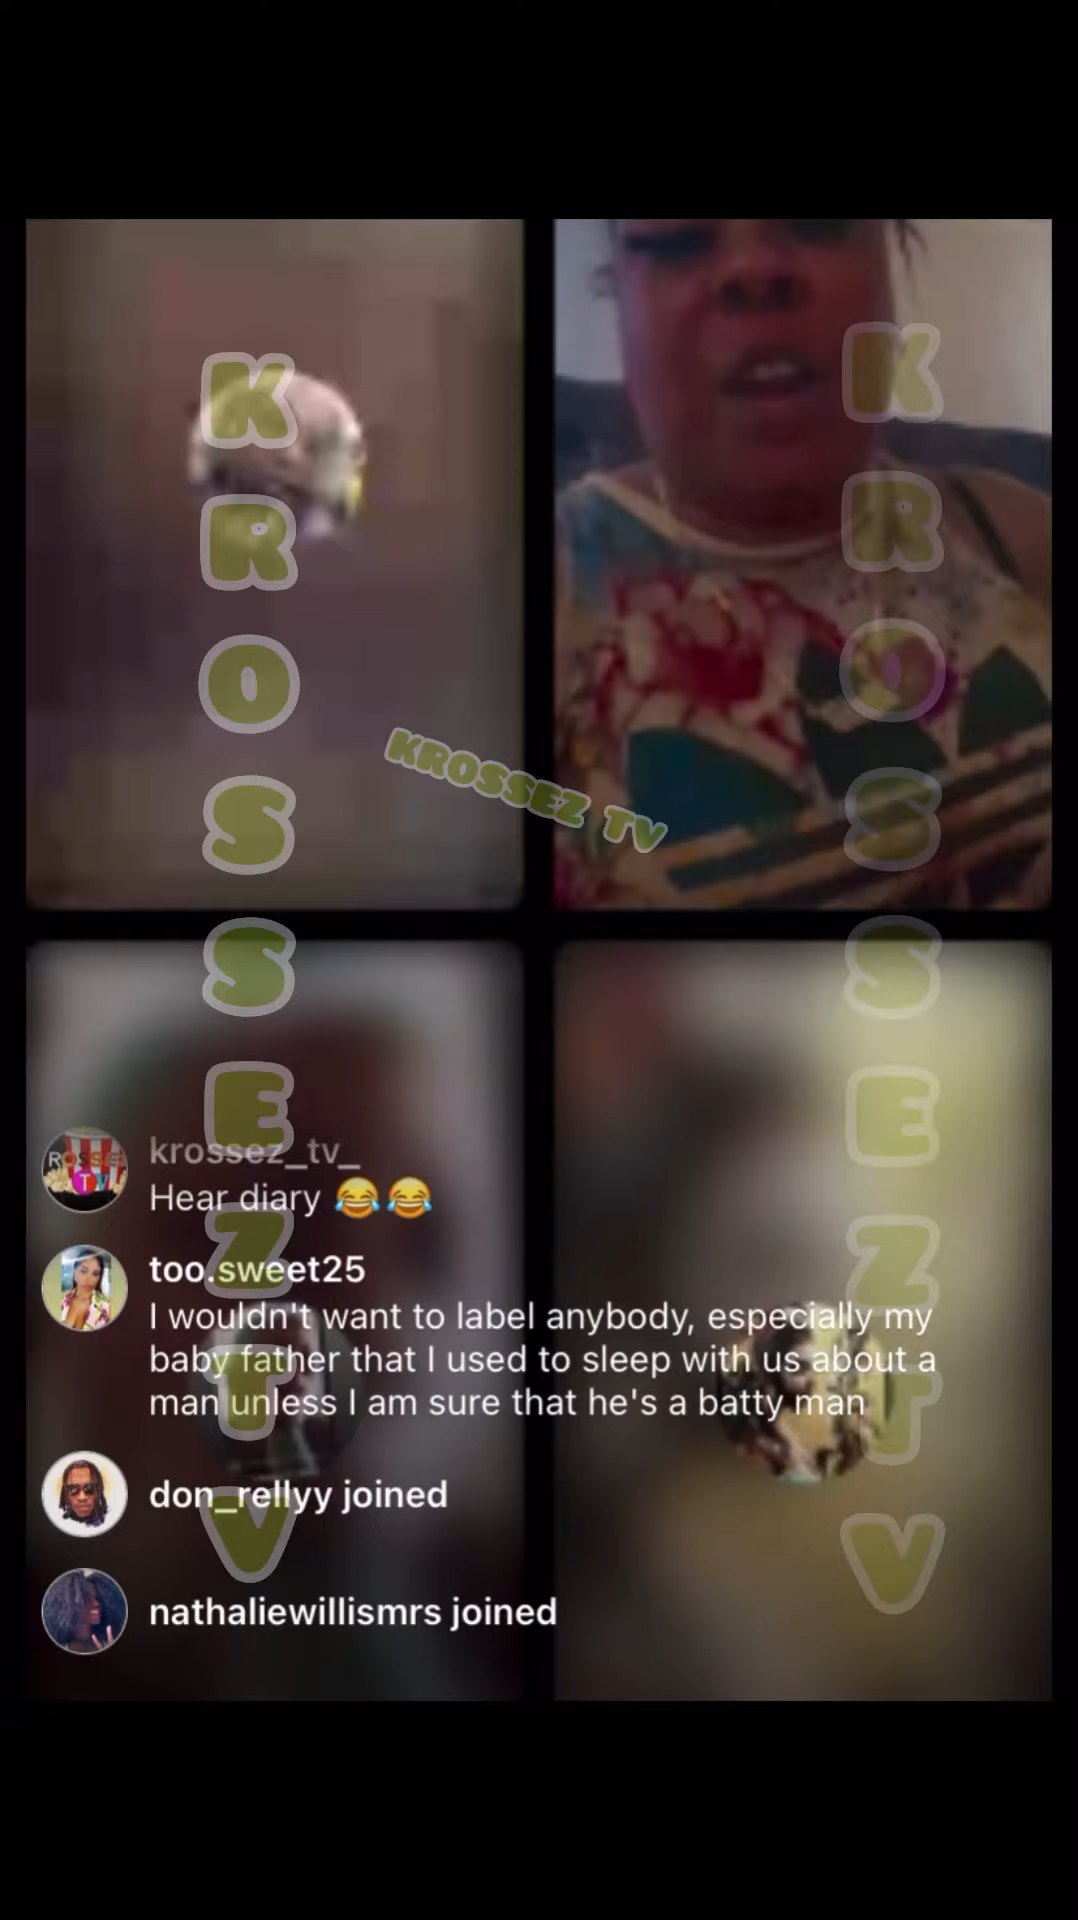 KROSSEZ TV
KROSSEZ TV
KROSSEZ TV
ROSSE
TV
krossez_tv_
Hear diary 😂😂
too.sweet25
I wouldn't want to label anybody, especially my
baby father that I used to sleep with us about a
man unless I am sure that he's a batty man
don_rellyy joined
nathaliewillismrs joined